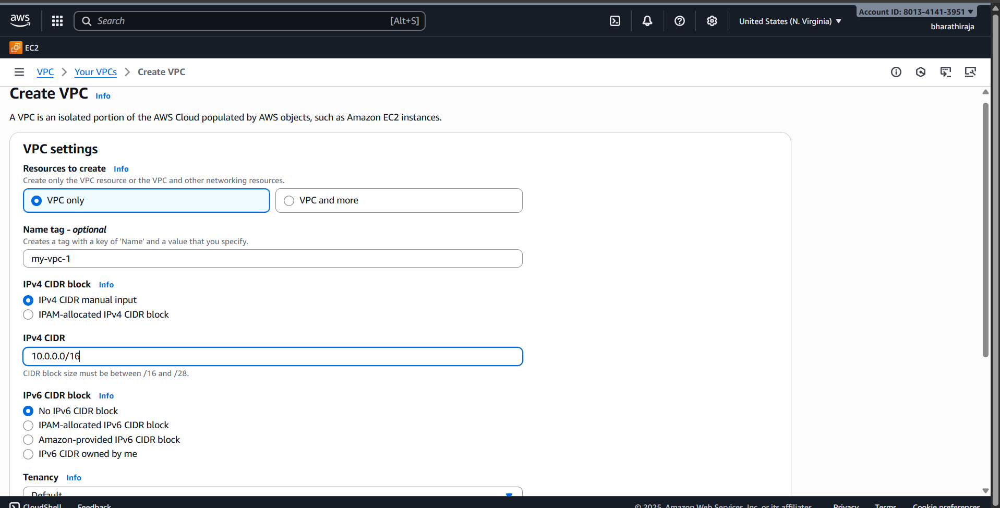 aws
Search
[Alt+S]
United States (N. Virginia)
Account ID: 8013-4141-3951
bharathiraja
EC2
VPC
Your VPCs
Create VPC
Create VPC Info
A VPC is an isolated portion of the AWS Cloud populated by AWS objects, such as Amazon EC2 instances.
VPC settings
Resources to create Info
Create only the VPC resource or the VPC and other networking resources.
VPC only
VPC and more
Name tag - optional
Creates a tag with a key of 'Name' and a value that you specify.
my-vpc-1
IPv4 CIDR block Info
IPv4 CIDR manual input
IPAM-allocated IPv4 CIDR block
IPv4 CIDR
10.0.0.0/16
CIDR block size must be between /16 and /28.
IPv6 CIDR block Info
No IPv6 CIDR block
IPAM-allocated IPv6 CIDR block
Amazon-provided IPv6 CIDR block
IPv6 CIDR owned by me
Tenancy Info
Default
CloudShell
Feedback
© 2025, Amazon Web Services, Inc. or its affiliates.
Privacy
Terms
Cookie preferences